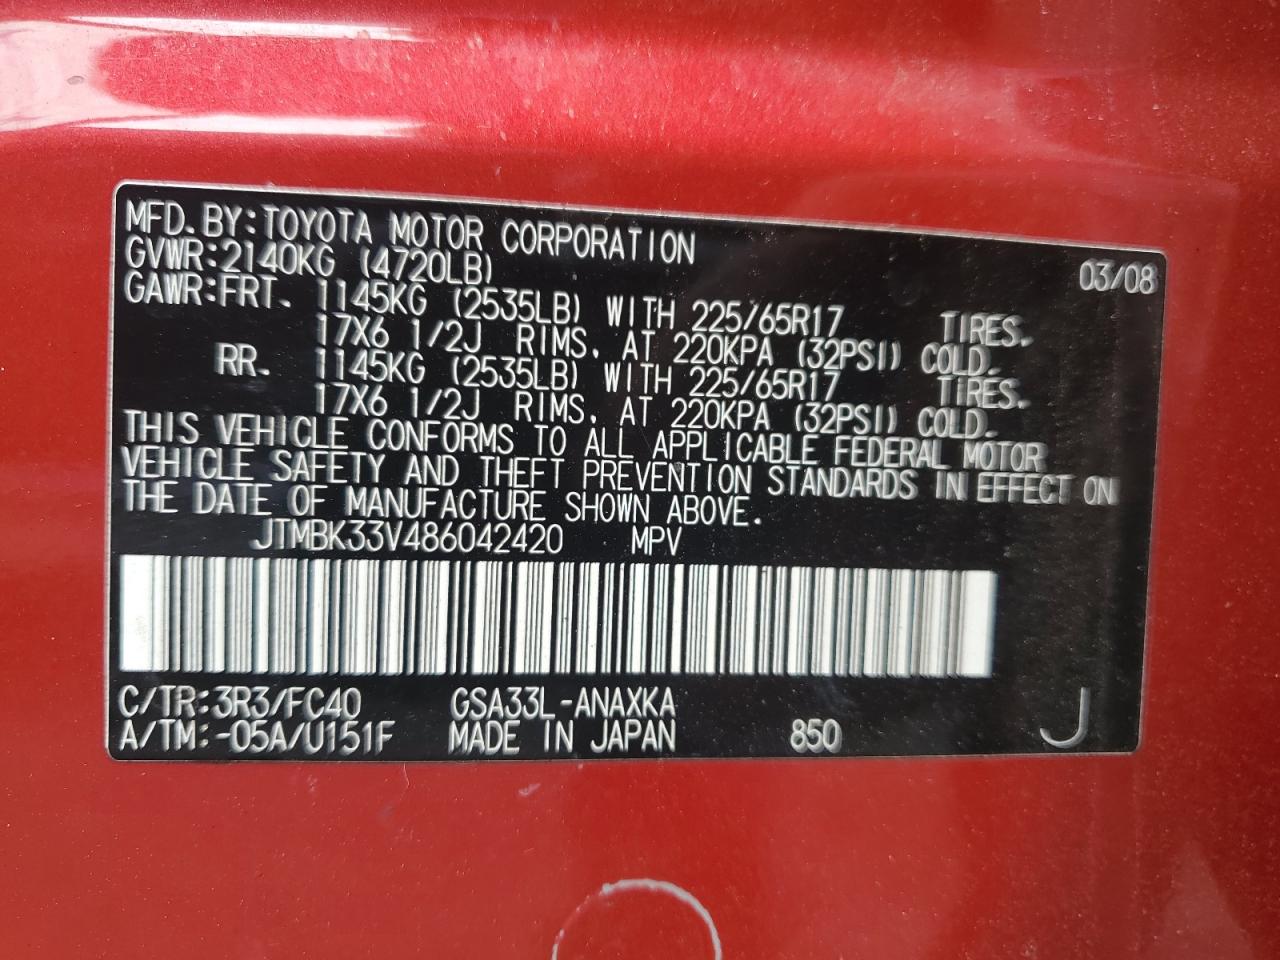 MFD.BY:TOYOTA MOTOR CORPORATION 03/08
GVWR:2140KG (4720LB)
GAWR:FRT. 1145KG (2535LB) WITH 225/65R17 TIRES.
17X6 1/2J RIMS, AT 220KPA (32PSI) COLD.
RR. 1145KG (2535LB) WITH 225/65R17 TIRES.
17X6 1/2J RIMS, AT 220KPA (32PSI) COLD.
THIS VEHICLE CONFORMS TO ALL APPLICABLE FEDERAL MOTOR
VEHICLE SAFETY AND THEFT PREVENTION STANDARDS IN EFFECT ON
THE DATE OF MANUFACTURE SHOWN ABOVE.
JTMBK33V486042420 MPV
C/TR:3R3/FC40 GSA33L-ANAXKA
A/TM:-05A/U151F MADE IN JAPAN 850 J